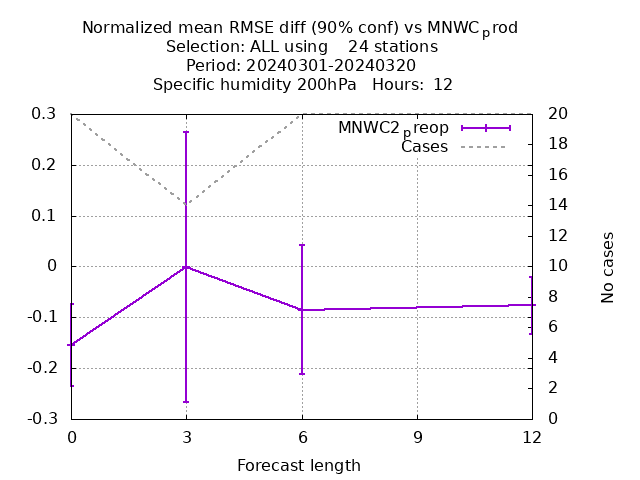 Normalized mean RMSE diff (90% conf) vs MNWCprod
Selection: ALL using    24 stations
Period: 20240301-20240320
Specific humidity 200hPa   Hours:  12
MNWC2preop
Cases
0.3
0.2
0.1
0
-0.1
-0.2
-0.3
20
18
16
14
12
10
8
6
4
2
0
No cases
0 3 6 9 12
Forecast length